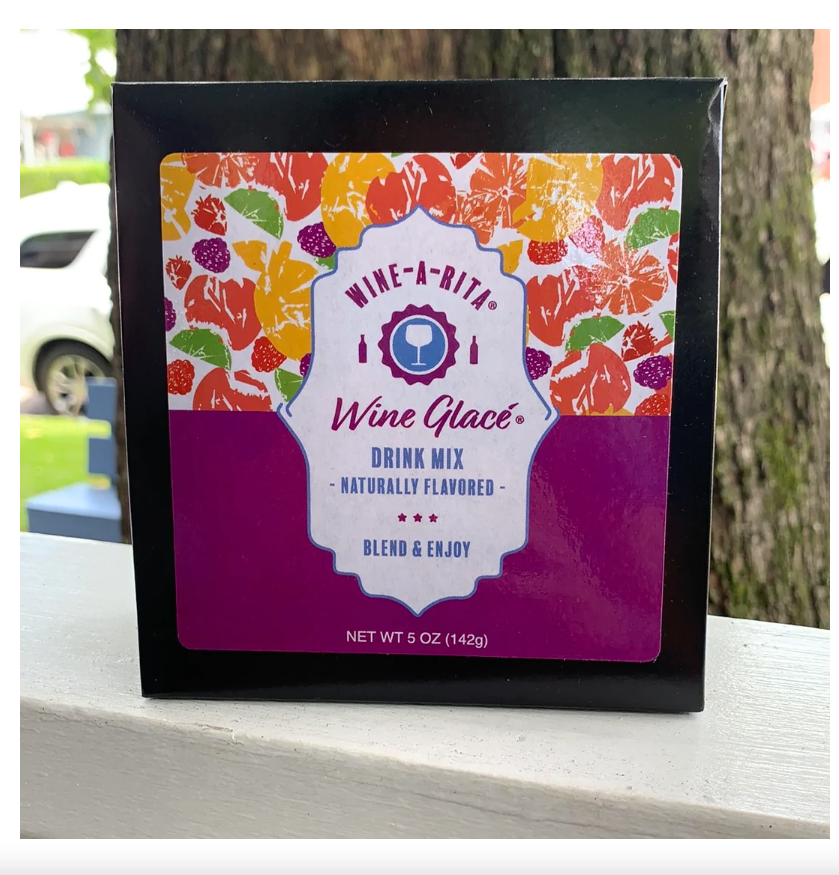 WINE-A-RITA®
Wine Glacé®
DRINK MIX
- NATURALLY FLAVORED -
BLEND & ENJOY
NET WT 5 OZ (142g)